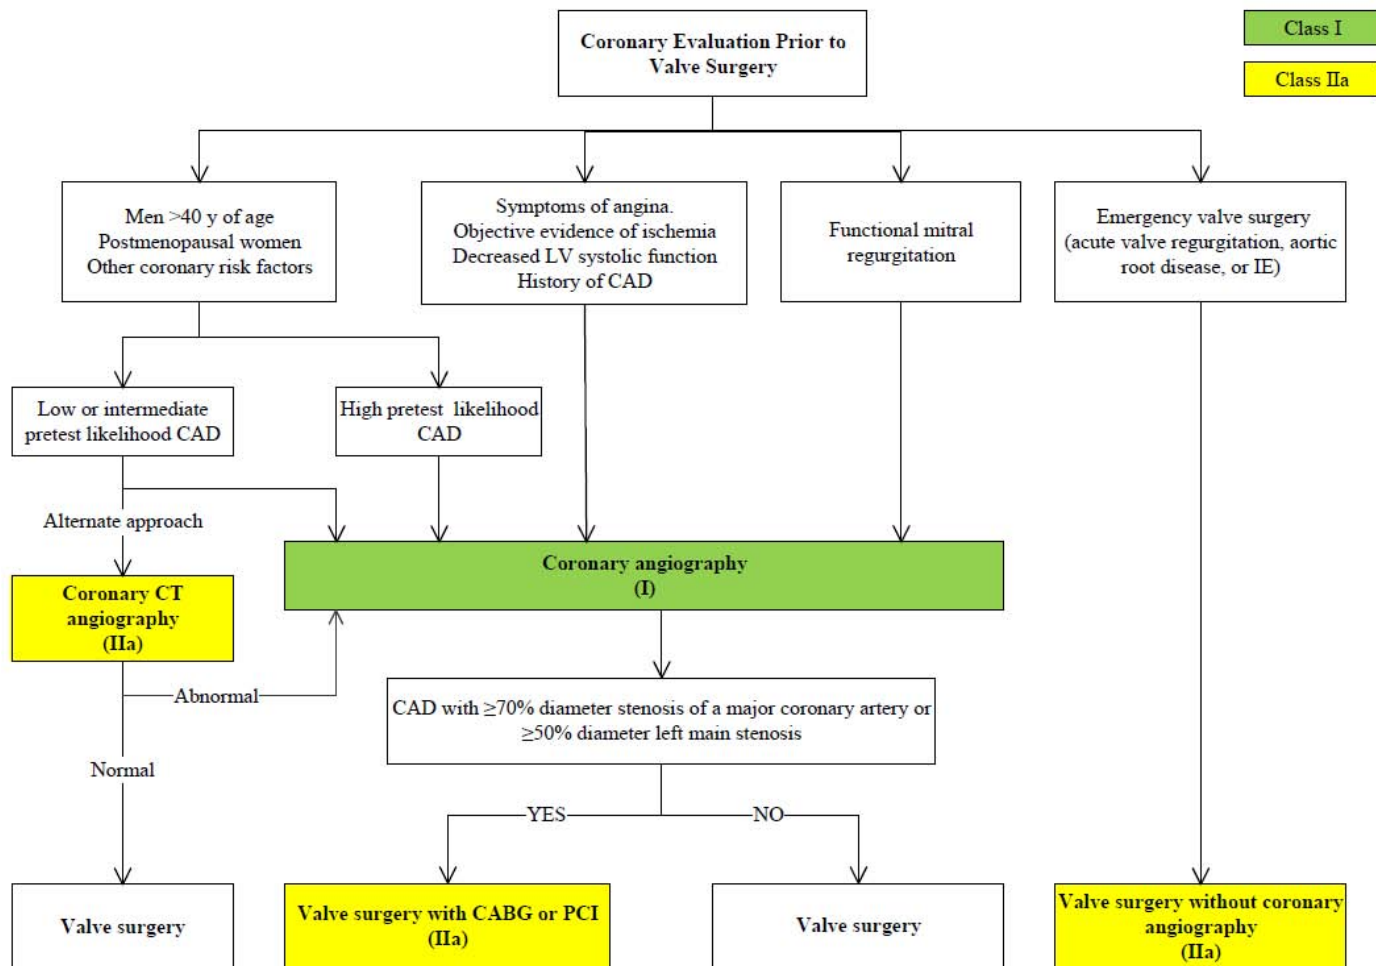 Coronary Evaluation Prior to
Valve Surgery
Class I
Class IIa
Men >40 y of age
Postmenopausal women
Other coronary risk factors
Symptoms of angina.
Objective evidence of ischemia
Decreased LV systolic function
History of CAD
Functional mitral
regurgitation
Emergency valve surgery
(acute valve regurgitation, aortic
root disease, or IE)
Low or intermediate
pretest likelihood CAD
High pretest likelihood
CAD
Alternate approach
Coronary angiography
(I)
Coronary CT
angiography
(IIa)
Abnormal
CAD with ≥70% diameter stenosis of a major coronary artery or
≥50% diameter left main stenosis
Normal
YES
NO
Valve surgery
Valve surgery with CABG or PCI
(IIa)
Valve surgery
Valve surgery without coronary
angiography
(IIa)